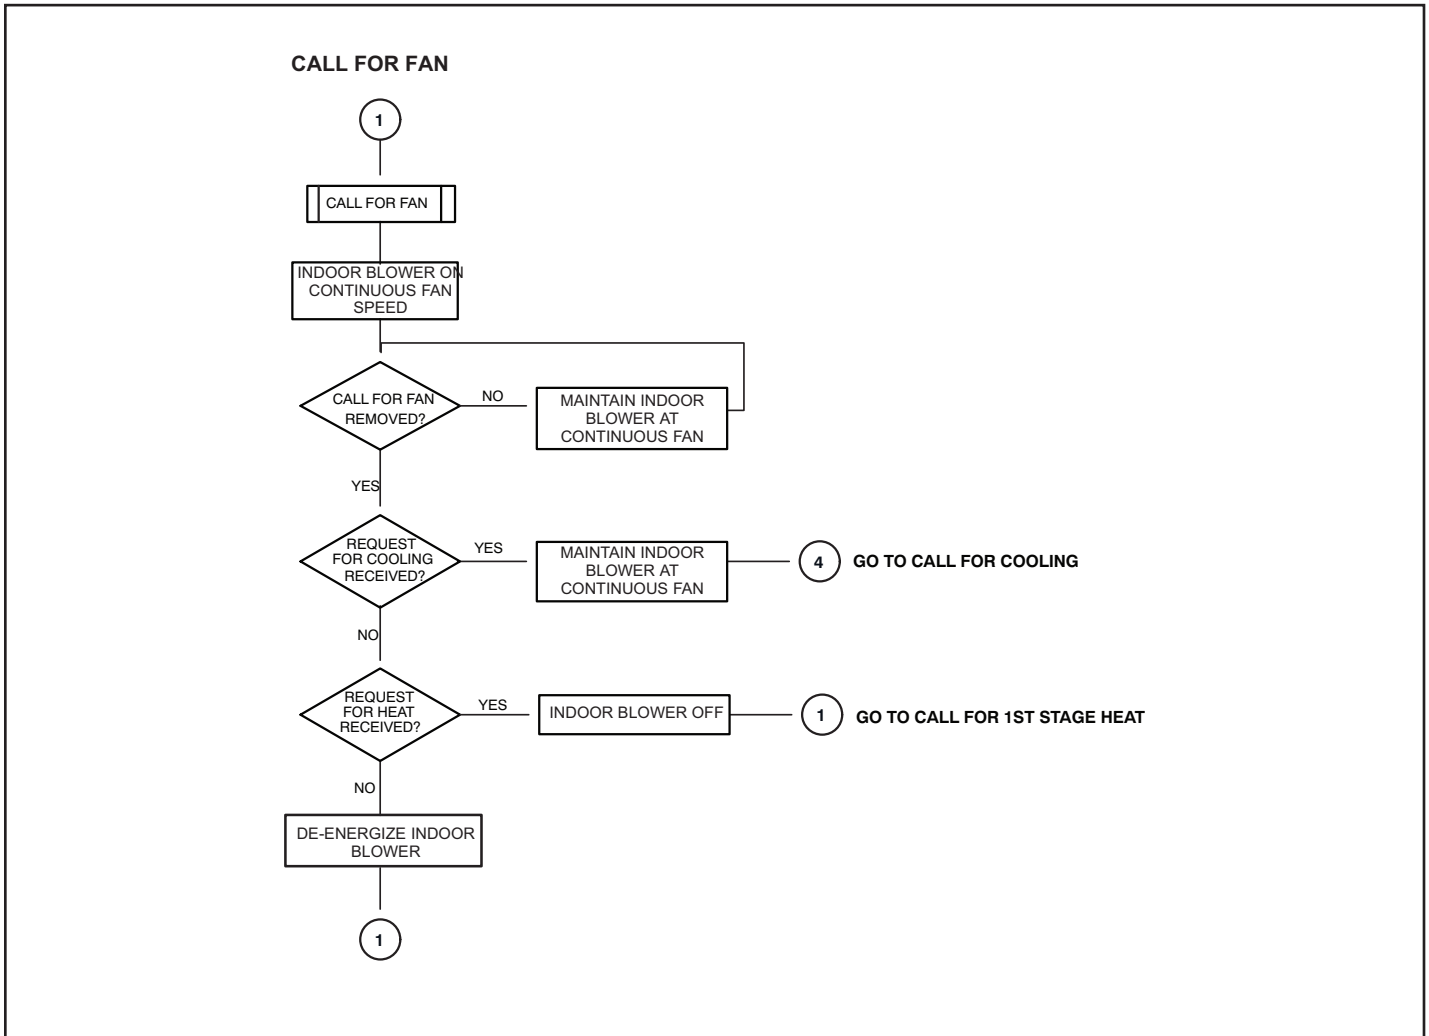 CALL FOR FAN
1
CALL FOR FAN
INDOOR BLOWER ON
CONTINUOUS FAN
SPEED
CALL FOR FAN
REMOVED?
NO
MAINTAIN INDOOR
BLOWER AT
CONTINUOUS FAN
YES
REQUEST
FOR COOLING
RECEIVED?
YES
MAINTAIN INDOOR
BLOWER AT
CONTINUOUS FAN
4
GO TO CALL FOR COOLING
NO
REQUEST
FOR HEAT
RECEIVED?
YES
INDOOR BLOWER OFF
1
GO TO CALL FOR 1ST STAGE HEAT
NO
DE-ENERGIZE INDOOR
BLOWER
1